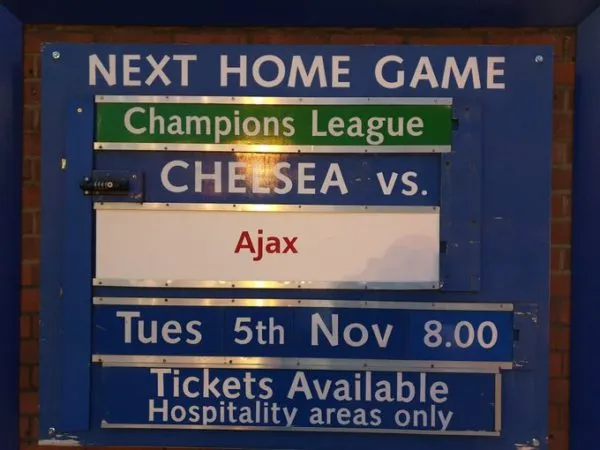 NEXT HOME GAME
Champions League
CHELSEA vs.
Ajax
Tues 5th Nov 8.00
Tickets Available
Hospitality areas only